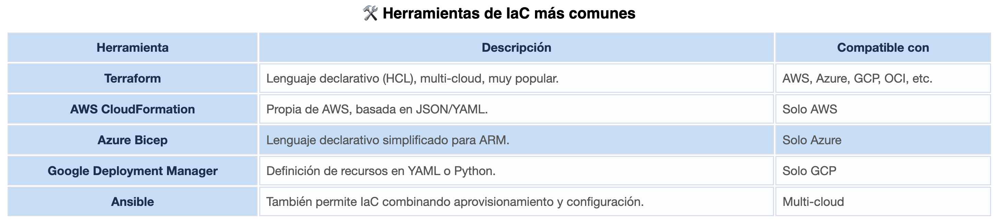 🛠️ Herramientas de IaC más comunes
Herramienta Descripción Compatible con
Terraform Lenguaje declarativo (HCL), multi-cloud, muy popular. AWS, Azure, GCP, OCI, etc.
AWS CloudFormation Propia de AWS, basada en JSON/YAML. Solo AWS
Azure Bicep Lenguaje declarativo simplificado para ARM. Solo Azure
Google Deployment Manager Definición de recursos en YAML o Python. Solo GCP
Ansible También permite IaC combinando aprovisionamiento y configuración. Multi-cloud